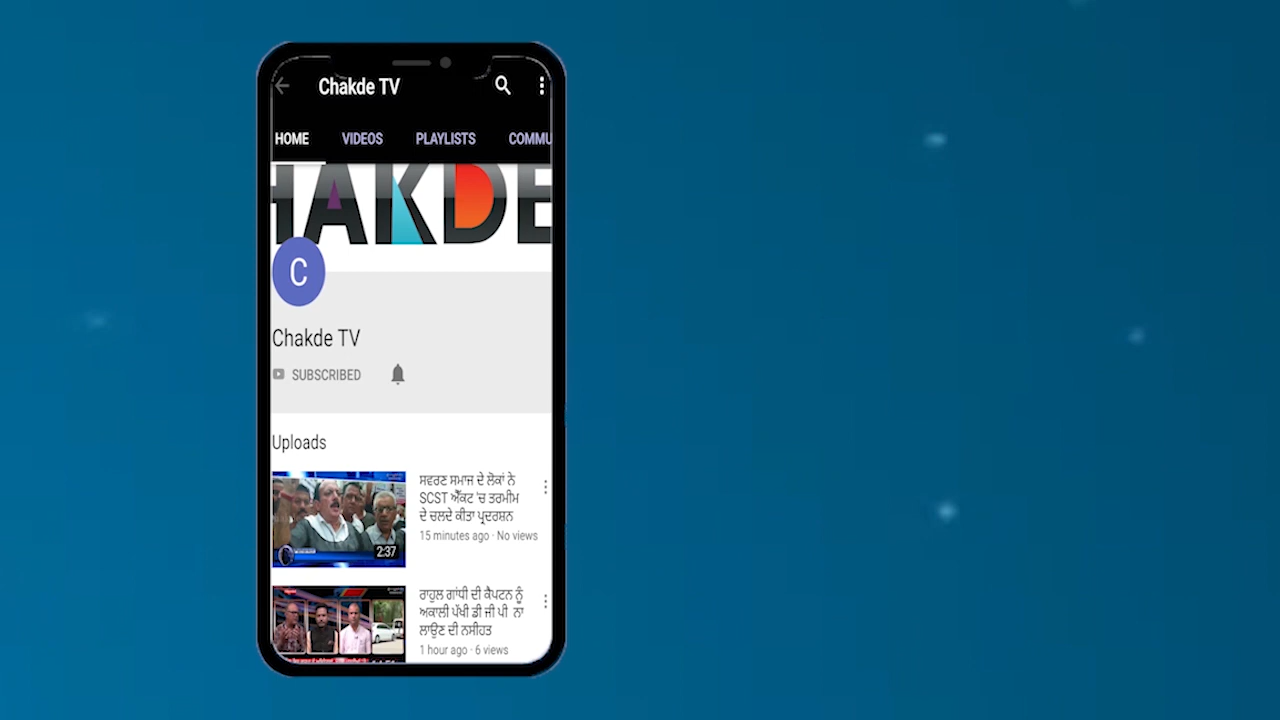 Chakde TV
HOME VIDEOS PLAYLISTS COMMU
HAKDE
C
Chakde TV
SUBSCRIBED
Uploads
ਸਵਰਣ ਸਮਾਜ ਦੇ ਲੋਕਾਂ ਨੇ
SCST ਐਕਟ 'ਚ ਤਰਮੀਮ
ਦੇ ਚਲਦੇ ਕੀਤਾ ਪ੍ਰਦਰਸ਼ਨ
15 minutes ago · No views
2:37
ਰਾਹੁਲ ਗਾਂਧੀ ਦੀ ਕੈਪਟਨ ਨੂੰ
ਅਕਾਲੀ ਪੱਖੀ ਡੀ ਜੀ ਪੀ ਨਾ
ਲਾਉਣ ਦੀ ਨਸੀਹਤ
1 hour ago · 6 views